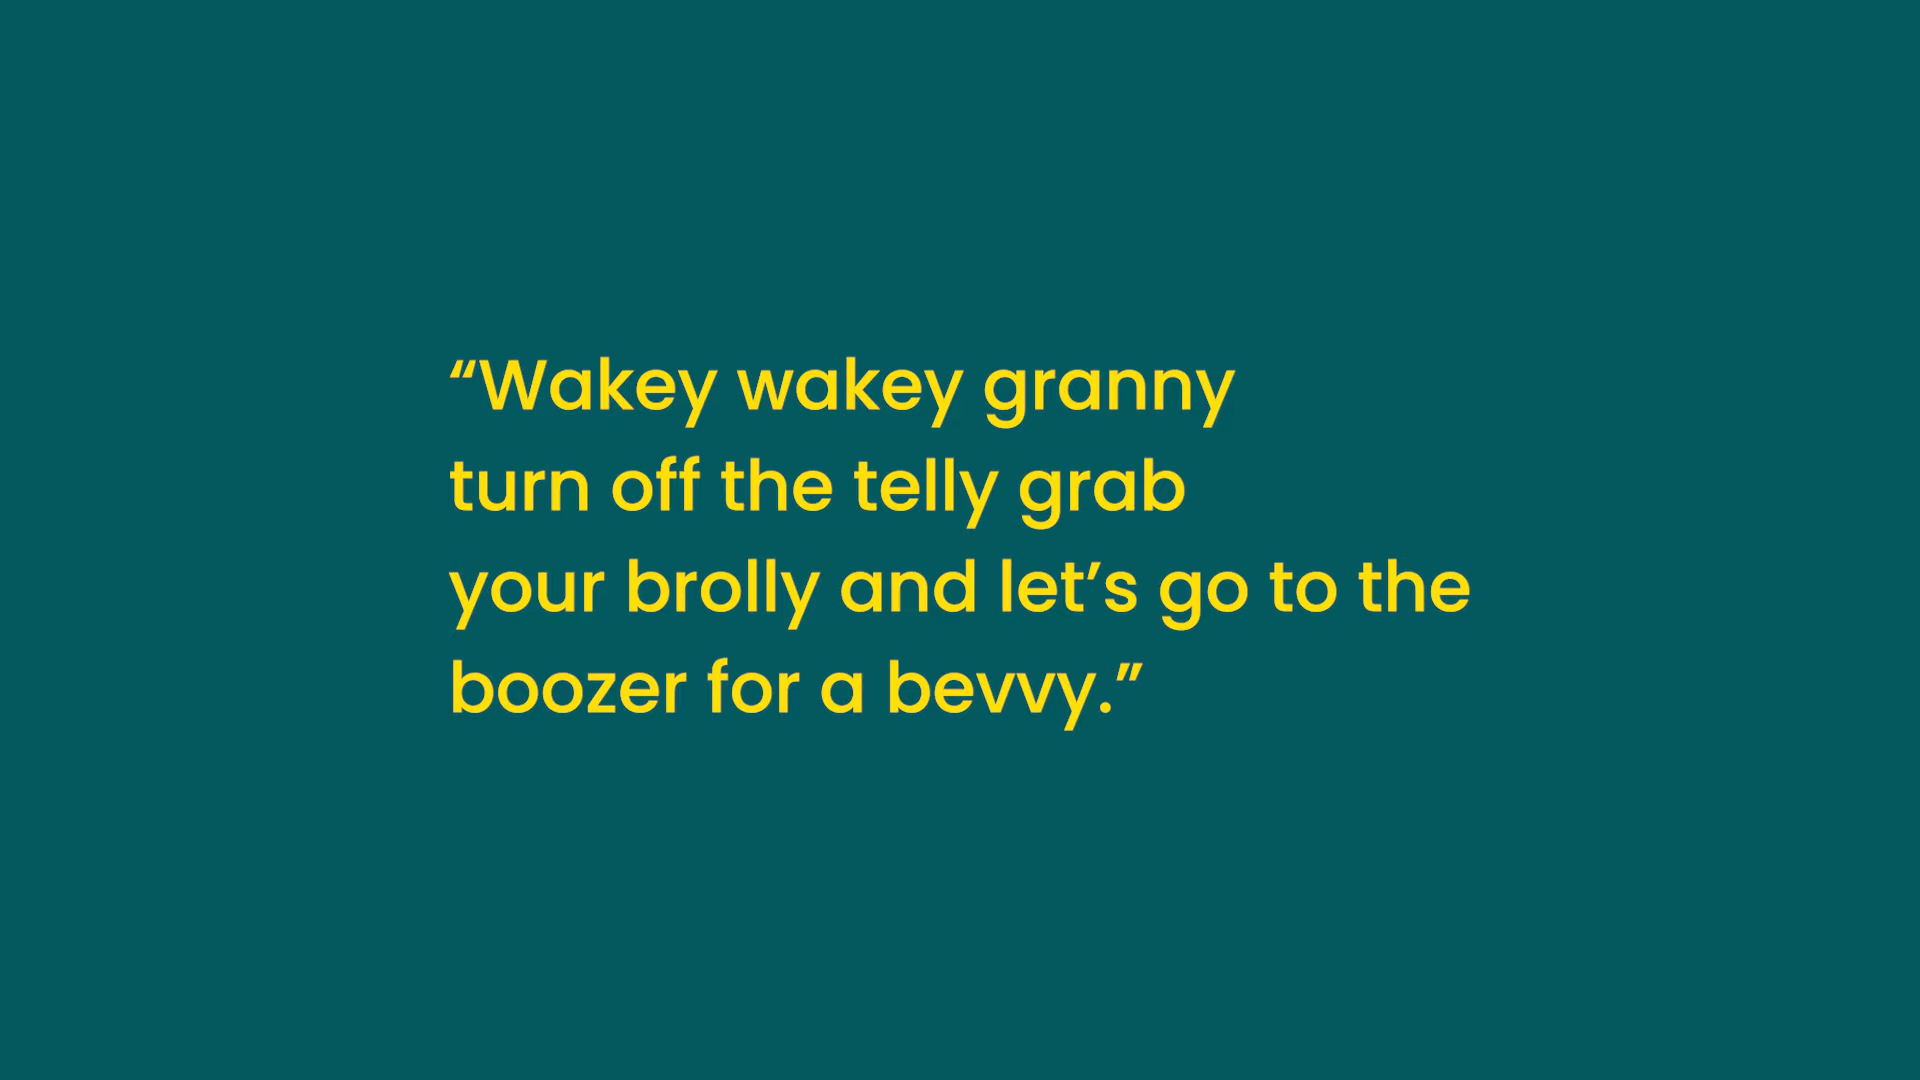 “Wakey wakey granny
turn off the telly grab
your brolly and let’s go to the
boozer for a bevvy.”